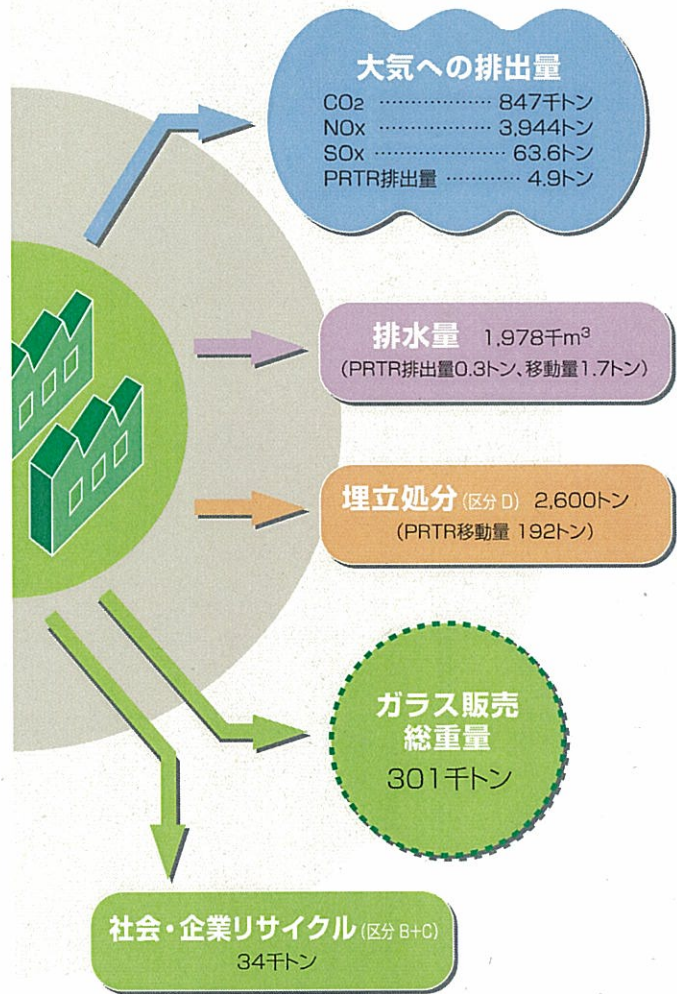 大気への排出量
CO2 ……………… 847千トン
NOx ……………… 3,944トン
SOx ………………… 63.6トン
PRTR排出量 ………… 4.9トン
排水量 1,978千m³
(PRTR排出量0.3トン、移動量1.7トン)
埋立処分(区分 D) 2,600トン
(PRTR移動量 192トン)
ガラス販売
総重量
301千トン
社会・企業リサイクル(区分 B+C)
34千トン